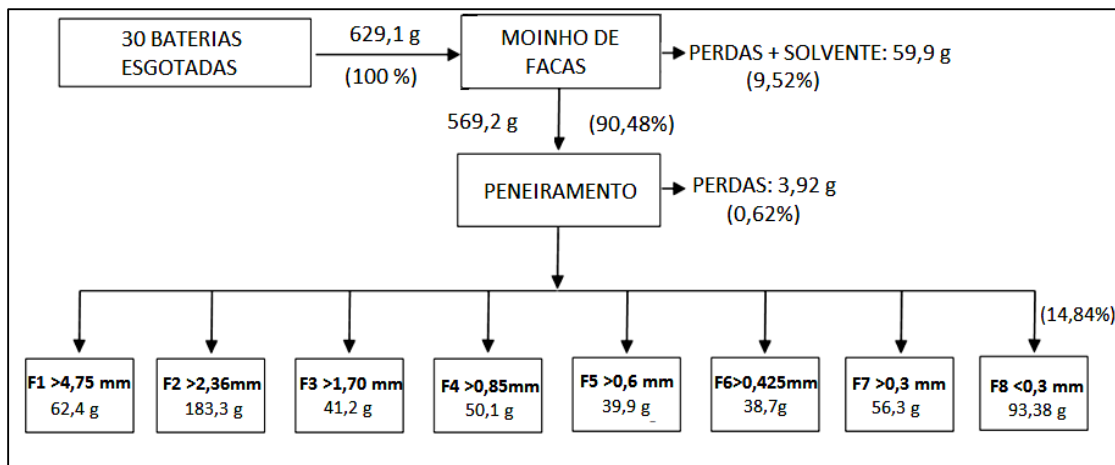 30 BATERIAS
ESGOTADAS
629,1 g
(100 %)
MOINHO DE
FACAS
PERDAS + SOLVENTE: 59,9 g
(9,52%)
569,2 g
(90,48%)
PENEIRAMENTO
PERDAS: 3,92 g
(0,62%)
(14,84%)
F1 >4,75 mm
62,4 g
F2 >2,36mm
183,3 g
F3 >1,70 mm
41,2 g
F4 >0,85mm
50,1 g
F5 >0,6 mm
39,9 g
F6>0,425mm
38,7g
F7 >0,3 mm
56,3 g
F8 <0,3 mm
93,38 g